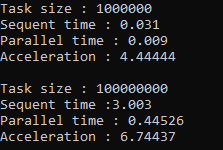 Task size : 1000000
Sequent time : 0.031
Parallel time : 0.009
Acceleration : 4.44444
Task size : 100000000
Sequent time :3.003
Parallel time : 0.44526
Acceleration : 6.74437